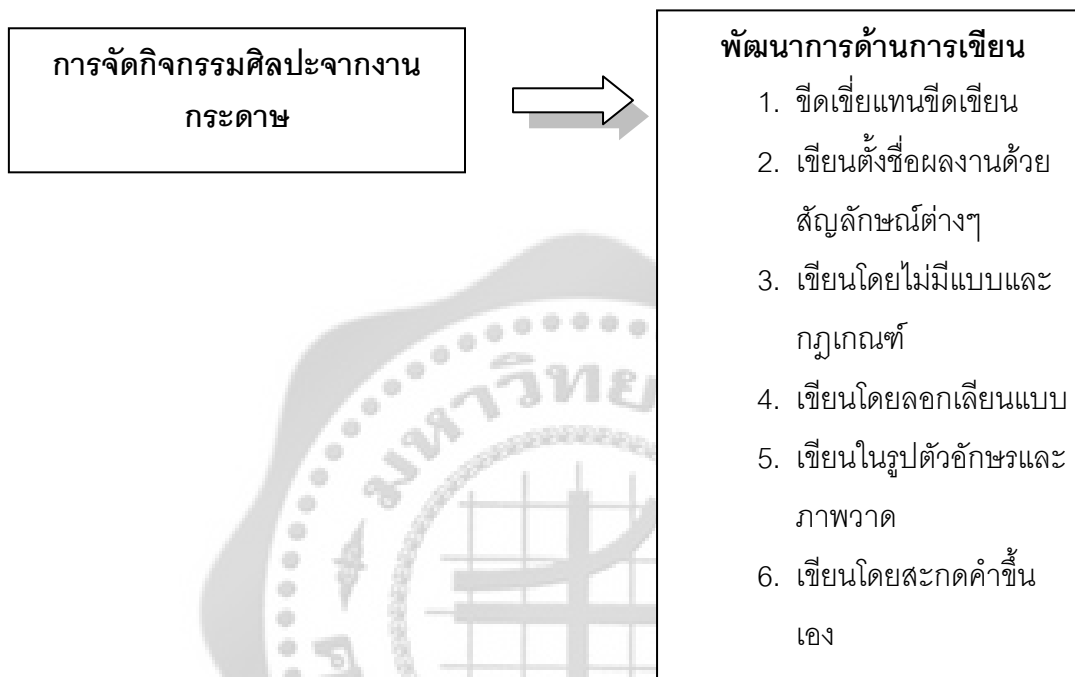 การจัดกิจกรรมศิลปะจากงาน
กระดาษ
พัฒนาการด้านการเขียน
1. ขีดเขี่ยแทนขีดเขียน
2. เขียนตั้งชื่อผลงานด้วย
สัญลักษณ์ต่างๆ
3. เขียนโดยไม่มีแบบและ
กฎเกณฑ์
4. เขียนโดยลอกเลียนแบบ
5. เขียนในรูปตัวอักษรและ
ภาพวาด
6. เขียนโดยสะกดคำขึ้น
เอง
มหาวิทย